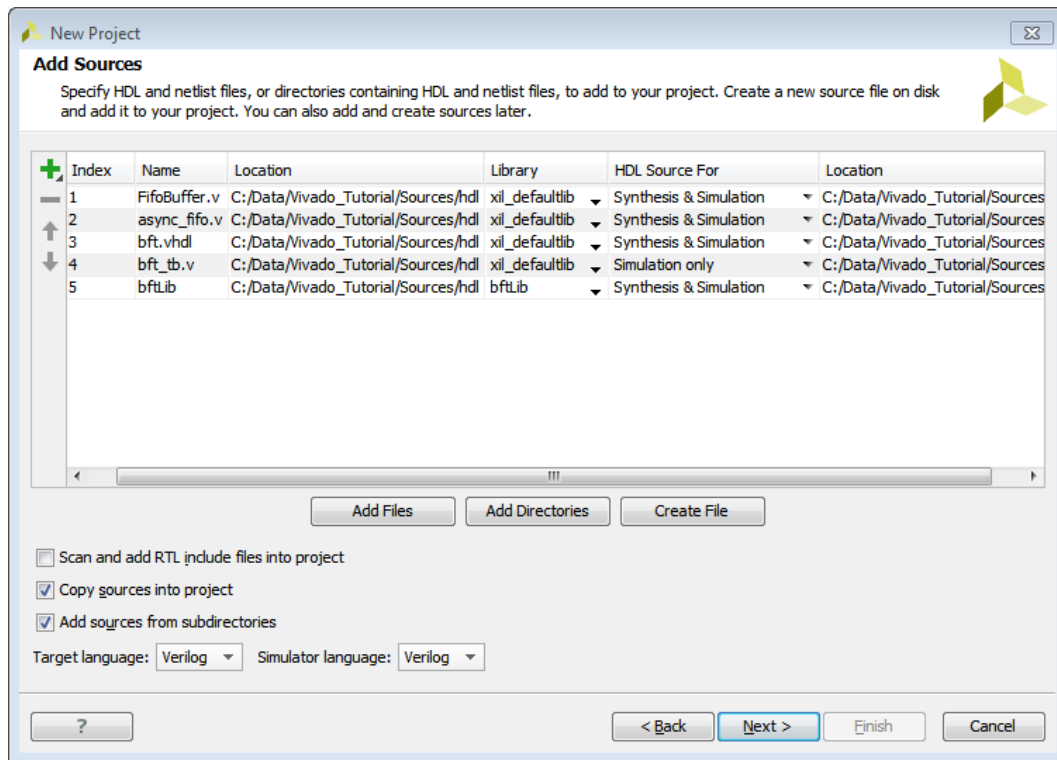 New Project
Add Sources
Specify HDL and netlist files, or directories containing HDL and netlist files, to add to your project. Create a new source file on disk
and add it to your project. You can also add and create sources later.
Index Name Location Library HDL Source For Location
1 FifoBuffer.v C:/Data/Vivado_Tutorial/Sources/hdl xil_defaultlib Synthesis & Simulation C:/Data/Vivado_Tutorial/Sources
2 async_fifo.v C:/Data/Vivado_Tutorial/Sources/hdl xil_defaultlib Synthesis & Simulation C:/Data/Vivado_Tutorial/Sources
3 bft.vhdl C:/Data/Vivado_Tutorial/Sources/hdl xil_defaultlib Synthesis & Simulation C:/Data/Vivado_Tutorial/Sources
4 bft_tb.v C:/Data/Vivado_Tutorial/Sources/hdl xil_defaultlib Simulation only C:/Data/Vivado_Tutorial/Sources
5 bftLib C:/Data/Vivado_Tutorial/Sources/hdl bftLib Synthesis & Simulation C:/Data/Vivado_Tutorial/Sources
Add Files Add Directories Create File
Scan and add RTL include files into project
Copy sources into project
Add sources from subdirectories
Target language: Verilog Simulator language: Verilog
? < Back Next > Finish Cancel